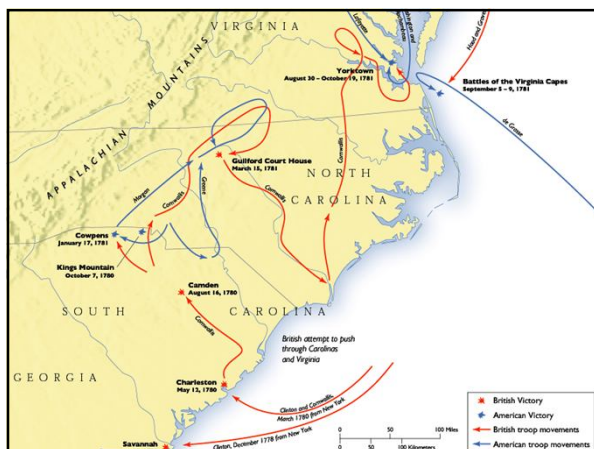 VIRGINIA
Lafayette
Washington and
Rochambeau
Hood and Graves
Yorktown
August 30 – October 19, 1781
Battles of the Virginia Capes
September 5 – 9, 1781
de Grasse
APPALACHIAN MOUNTAINS
Morgan
Cornwallis
Greene
Guilford Court House
March 15, 1781
Cornwallis
Cornwallis
NORTH
CAROLINA
Cowpens
January 17, 1781
Kings Mountain
October 7, 1780
Camden
August 16, 1780
SOUTH
CAROLINA
Cornwallis
British attempt to push
through Carolinas
and Virginia
GEORGIA
Charleston
May 12, 1780
Clinton and Cornwallis,
March 1780 from New York
Clinton, December 1778 from New York
Savannah
0
50
100 Miles
0
50
100 Kilometers
British Victory
American Victory
British troop movements
American troop movements